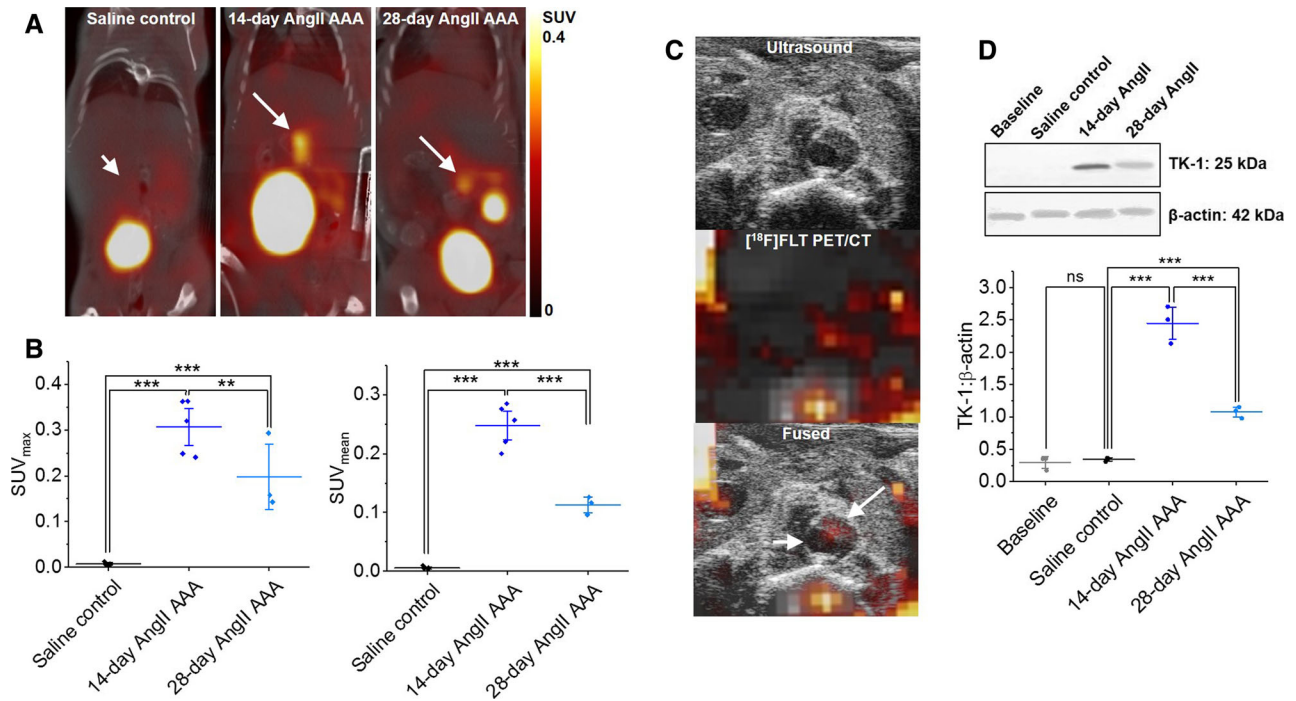 A
Saline control
14-day AngII AAA
28-day AngII AAA
SUV
0.4
0
B
SUVmax
0.4
0.3
0.2
0.1
0.0
***
***
**
Saline control
14-day AngII AAA
28-day AngII AAA
SUVmean
0.3
0.2
0.1
0.0
***
***
***
Saline control
14-day AngII AAA
28-day AngII AAA
C
Ultrasound
[18F]FLT PET/CT
Fused
D
Baseline
Saline control
14-day AngII
28-day AngII
TK-1: 25 kDa
β-actin: 42 kDa
TK-1:β-actin
3.0
2.5
2.0
1.5
1.0
0.5
0.0
***
ns
***
***
Baseline
Saline control
14-day AngII AAA
28-day AngII AAA